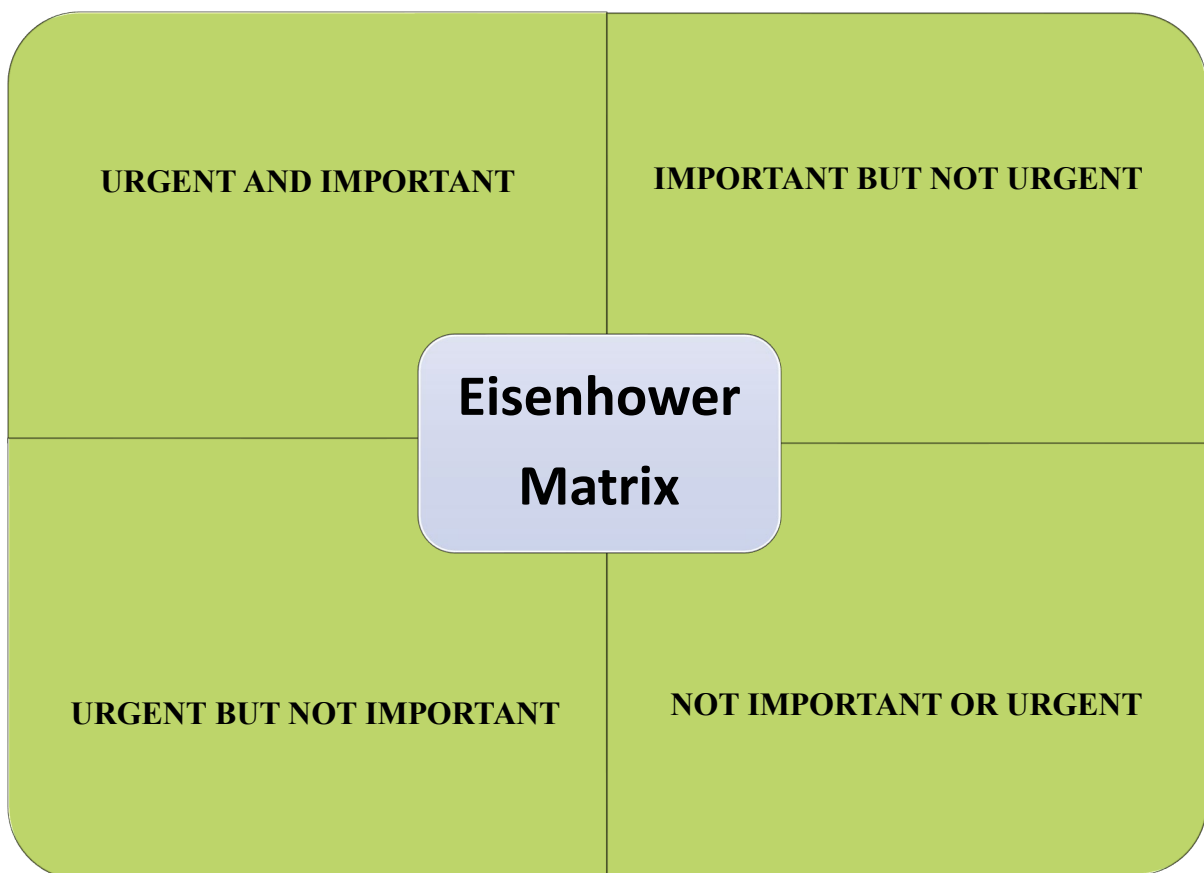 URGENT AND IMPORTANT
IMPORTANT BUT NOT URGENT
Eisenhower
Matrix
URGENT BUT NOT IMPORTANT
NOT IMPORTANT OR URGENT